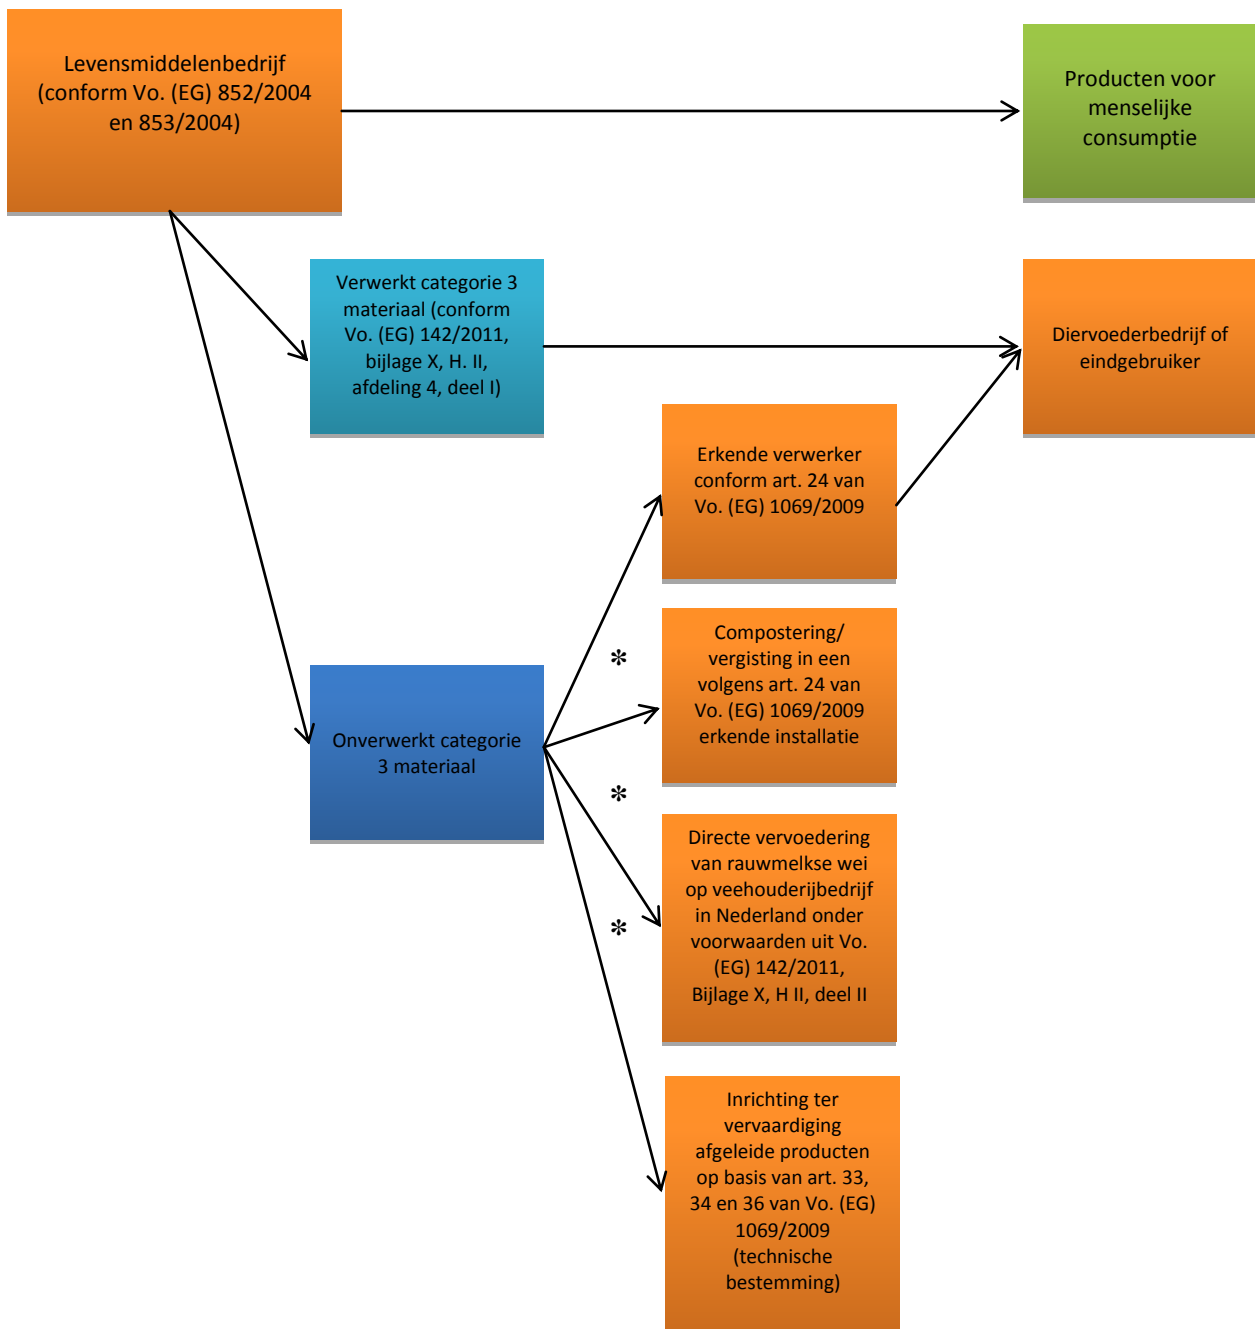 Levensmiddelenbedrijf
(conform Vo. (EG) 852/2004
en 853/2004)
Producten voor
menselijke
consumptie
Verwerkt categorie 3
materiaal (conform
Vo. (EG) 142/2011,
bijlage X, H. II,
afdeling 4, deel I)
Diervoederbedrijf of
eindgebruiker
Erkende verwerker
conform art. 24 van
Vo. (EG) 1069/2009
*
Compostering/
vergisting in een
volgens art. 24 van
Vo. (EG) 1069/2009
erkende installatie
Onverwerkt categorie
3 materiaal
*
Directe vervoedering
van rauwmelkse wei
op veehouderijbedrijf
in Nederland onder
voorwaarden uit Vo.
(EG) 142/2011,
Bijlage X, H II, deel II
*
Inrichting ter
vervaardiging
afgeleide producten
op basis van art. 33,
34 en 36 van Vo. (EG)
1069/2009
(technische
bestemming)